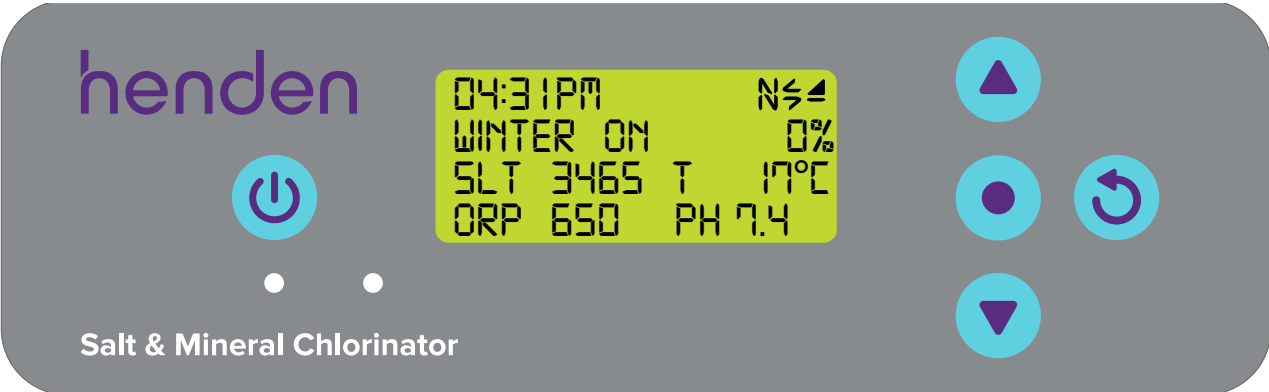 henden
04:31PM N
WINTER ON 0%
SLT 3465 T 17°C
ORP 650 PH 7.4
Salt & Mineral Chlorinator